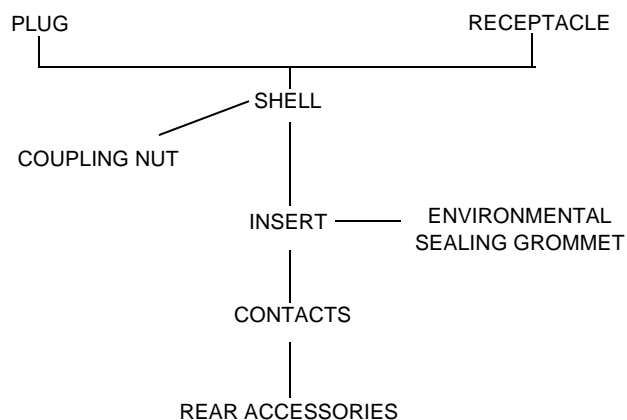 PLUG
RECEPTACLE
SHELL
COUPLING NUT
INSERT
ENVIRONMENTAL
SEALING GROMMET
CONTACTS
REAR ACCESSORIES